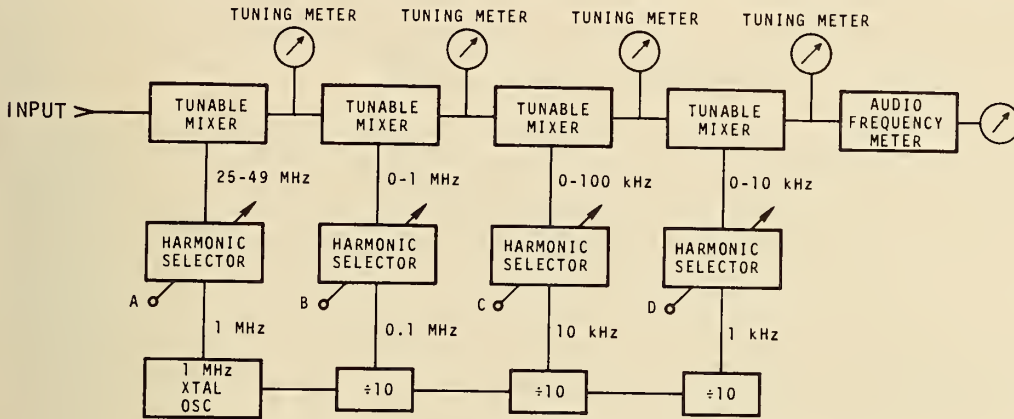 TUNING METER
TUNING METER
TUNING METER
TUNING METER
INPUT
TUNABLE
MIXER
TUNABLE
MIXER
TUNABLE
MIXER
TUNABLE
MIXER
AUDIO
FREQUENCY
METER
25-49 MHz
0-1 MHz
0-100 kHz
0-10 kHz
HARMONIC
SELECTOR
HARMONIC
SELECTOR
HARMONIC
SELECTOR
HARMONIC
SELECTOR
A
B
C
D
1 MHz
0.1 MHz
10 kHz
1 kHz
1 MHz
XTAL
OSC
÷10
÷10
÷10